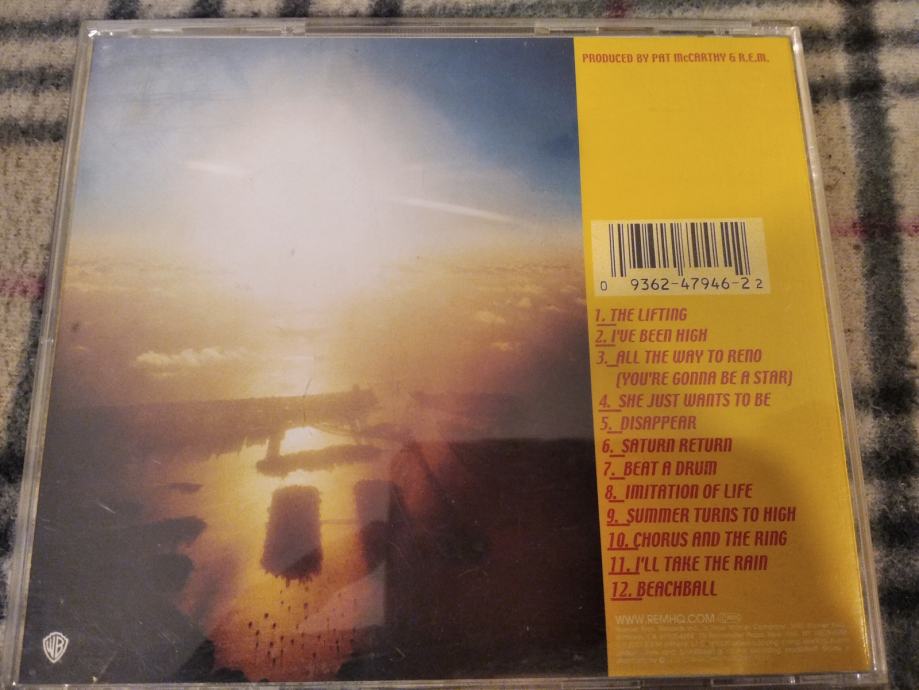 PRODUCED BY PAT McCARTHY & R.E.M.
0 9362-47946-2 2
1. THE LIFTING
2. I'VE BEEN HIGH
3. ALL THE WAY TO RENO
(YOU'RE GONNA BE A STAR)
4. SHE JUST WANTS TO BE
5. DISAPPEAR
6. SATURN RETURN
7. BEAT A DRUM
8. IMITATION OF LIFE
9. SUMMER TURNS TO HIGH
10. CHORUS AND THE RING
11. I'LL TAKE THE RAIN
12. BEACHBALL
WWW.REMHQ.COM
WB